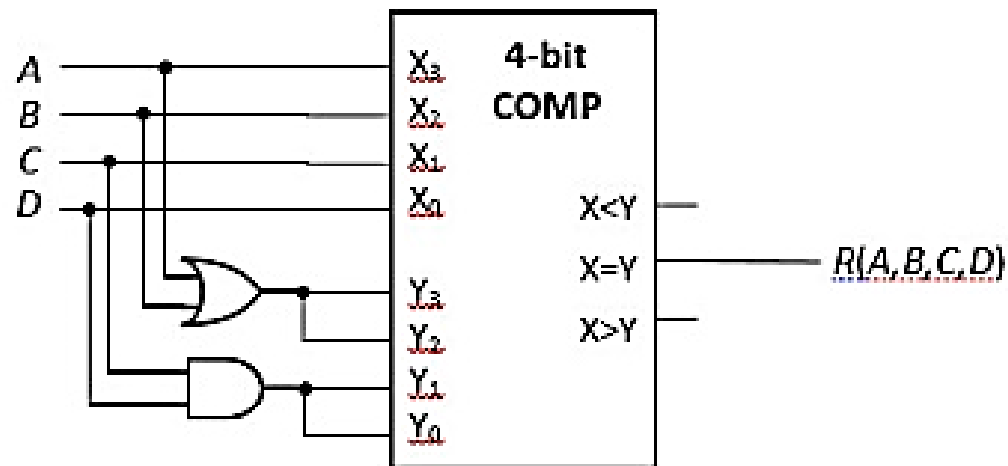 A
B
C
D
X₃
X₂
X₁
X₀
4-bit
COMP
Y₃
Y₂
Y₁
Y₀
X<Y
X=Y
X>Y
R(A,B,C,D)